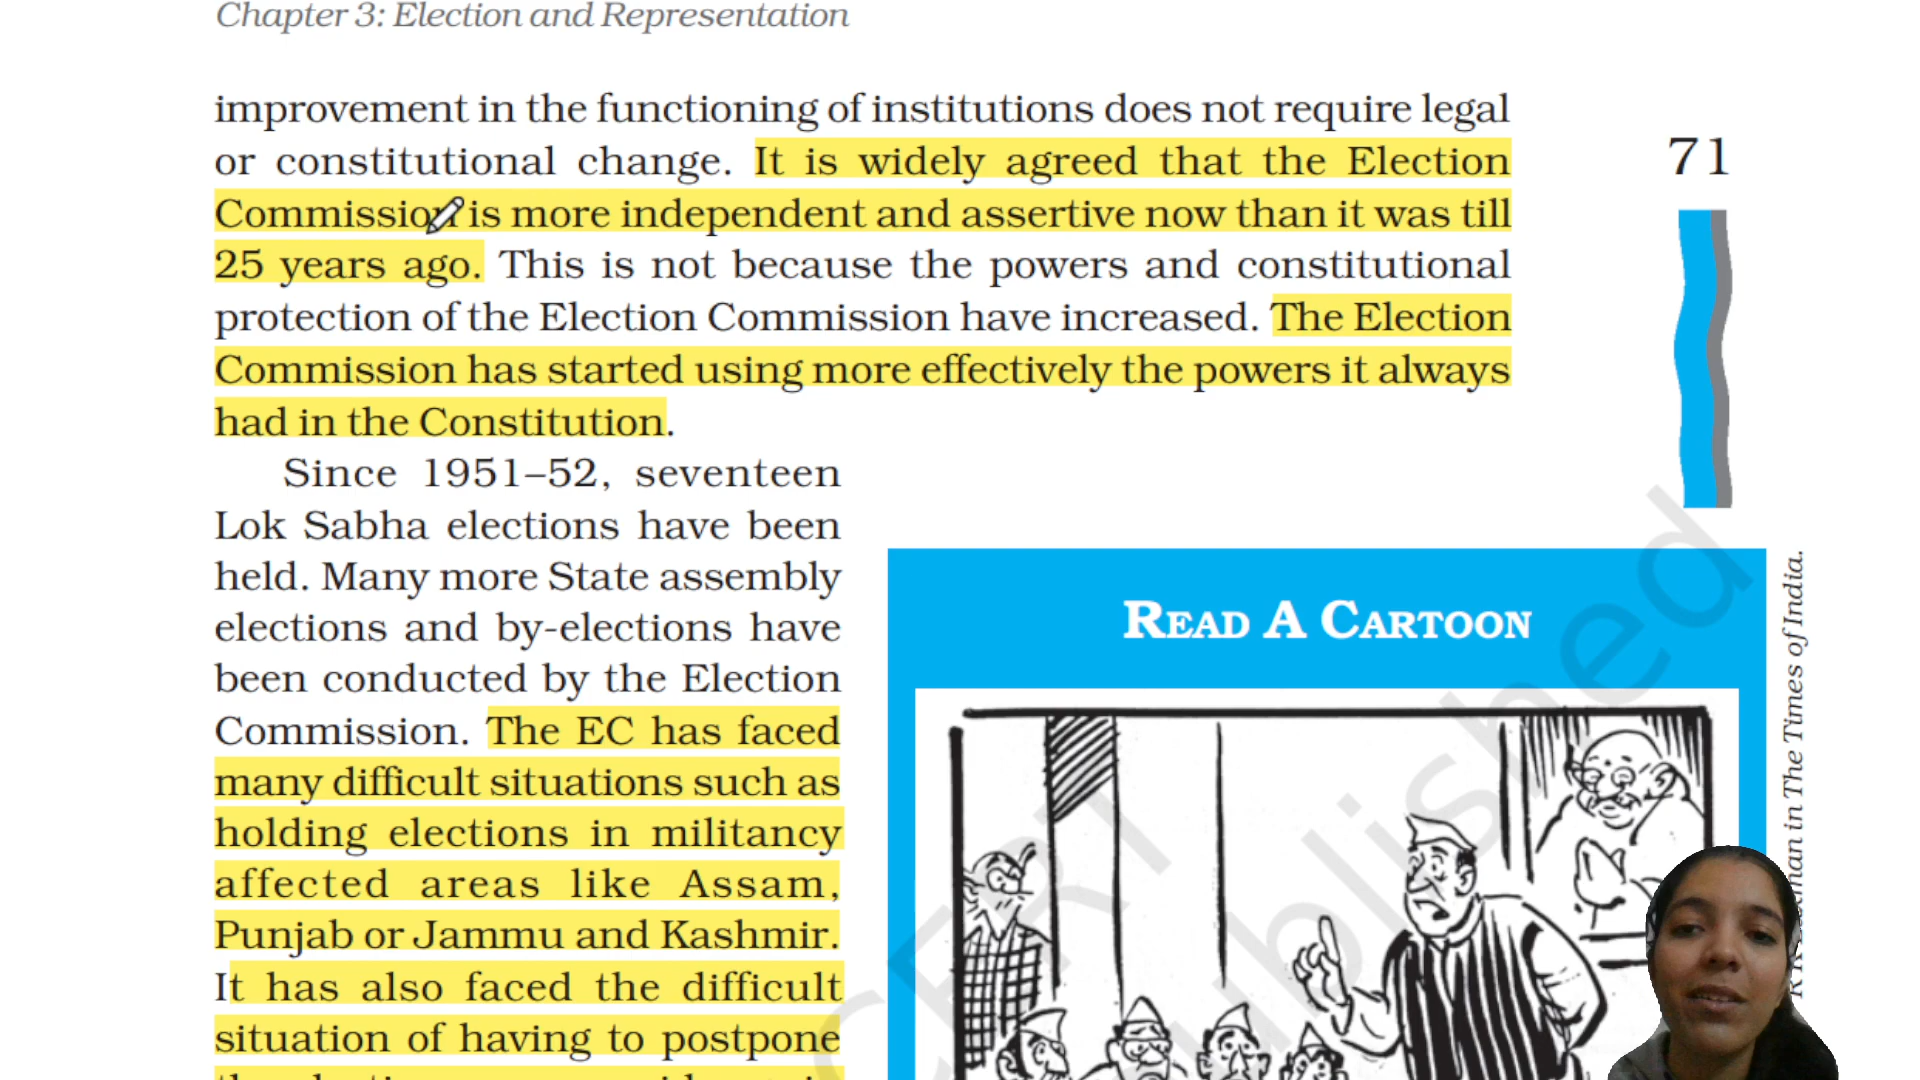 Chapter 3: Election and Representation
improvement in the functioning of institutions does not require legal
or constitutional change. It is widely agreed that the Election
Commission is more independent and assertive now than it was till
25 years ago. This is not because the powers and constitutional
protection of the Election Commission have increased. The Election
Commission has started using more effectively the powers it always
had in the Constitution.
71
Since 1951–52, seventeen
Lok Sabha elections have been
held. Many more State assembly
elections and by-elections have
been conducted by the Election
Commission. The EC has faced
many difficult situations such as
holding elections in militancy
affected areas like Assam,
Punjab or Jammu and Kashmir.
It has also faced the difficult
situation of having to postpone
READ A CARTOON
in The Times of India.